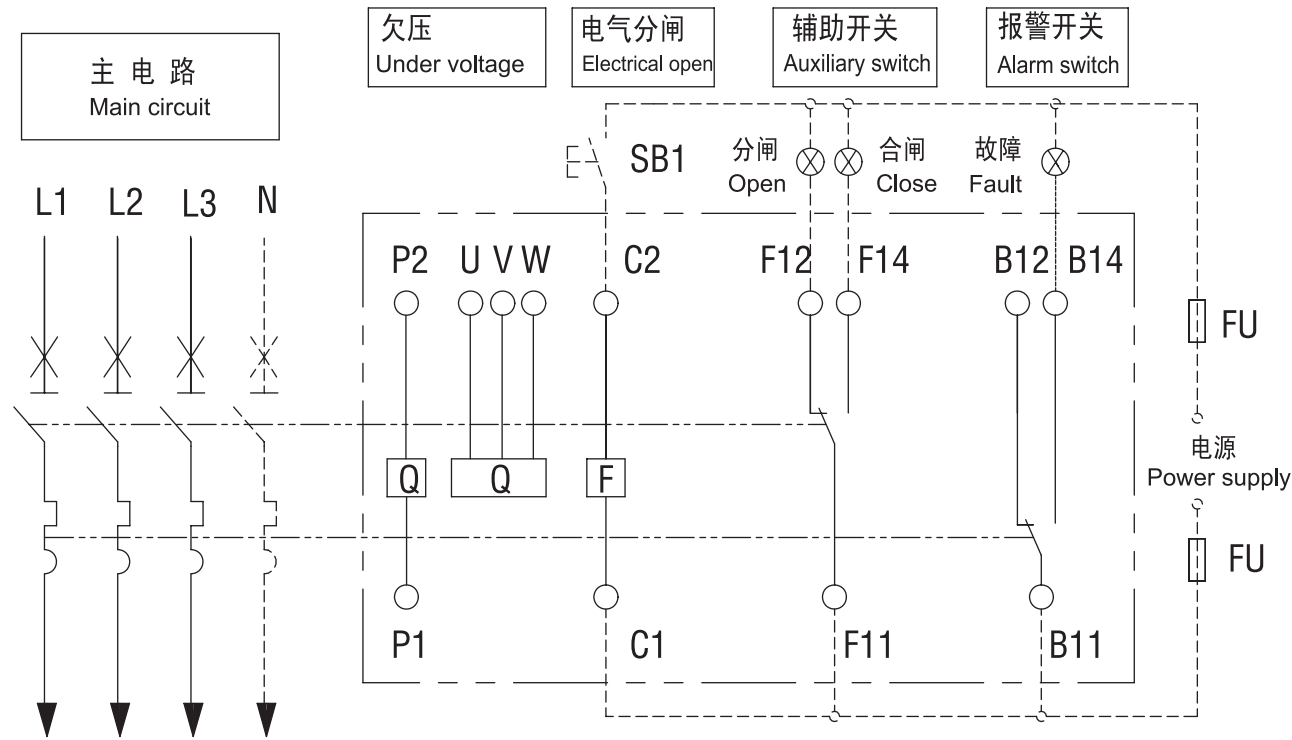 主电路
Main circuit
欠压
Under voltage
电气分闸
Electrical open
辅助开关
Auxiliary switch
报警开关
Alarm switch
SB1
分闸
Open
合闸
Close
故障
Fault
L1 L2 L3 N
P2 U V W C2 F12 F14 B12 B14
FU
电源
Power supply
Q Q F
FU
P1 C1 F11 B11